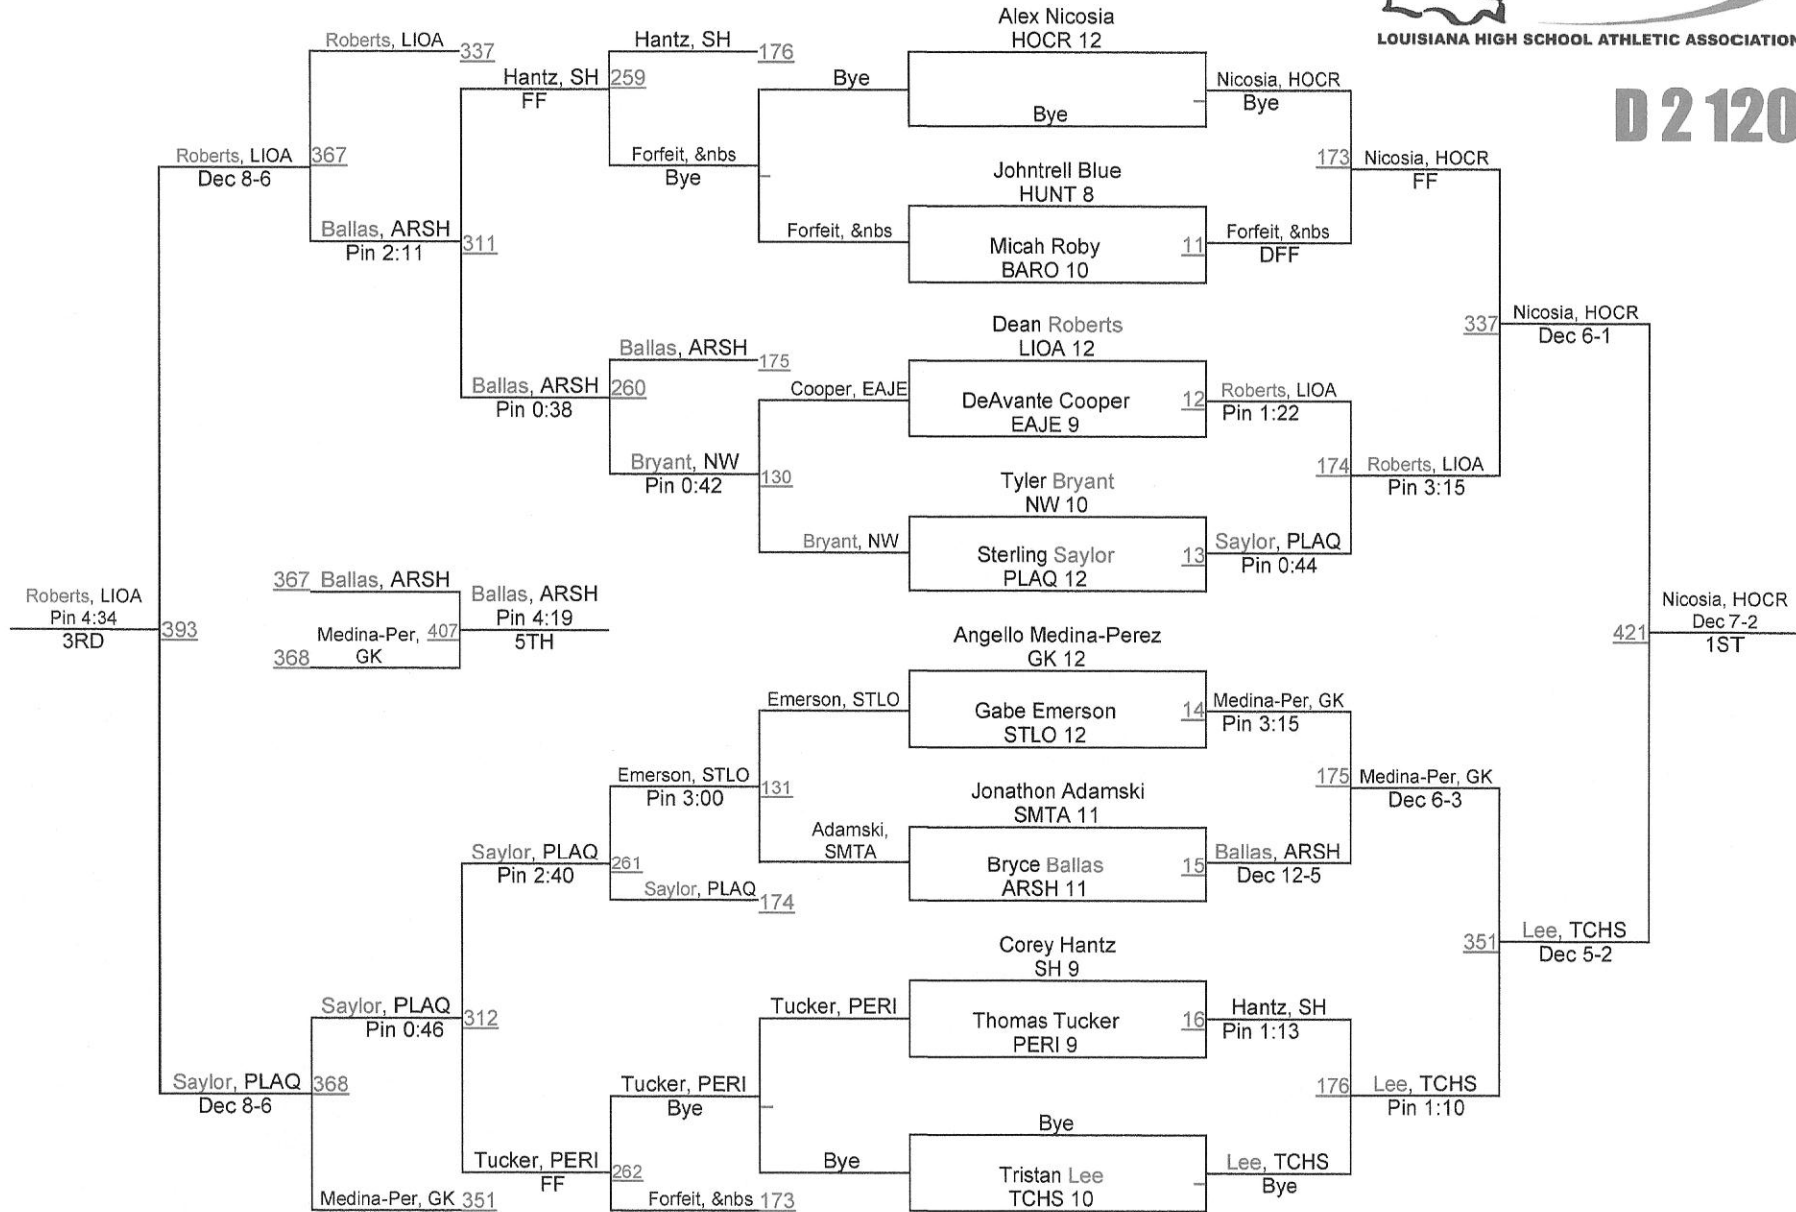 LOUISIANA HIGH SCHOOL ATHLETIC ASSOCIATION
D 2 120
Roberts, LIOA 337
Roberts, LIOA 367
Dec 8-6
Ballas, ARSH 311
Pin 2:11
Hantz, SH 259
FF
Hantz, SH 176
Forfeit, &nbs
Bye
Ballas, ARSH 260
Pin 0:38
Ballas, ARSH 175
Bryant, NW 130
Pin 0:42
Bye
Forfeit, &nbs
Cooper, EAJE
Bryant, NW
Alex Nicosia
HOCR 12
Bye
Johntrell Blue
HUNT 8
Micah Roby 11
BARO 10
Dean Roberts
LIOA 12
DeAvante Cooper 12
EAJE 9
Tyler Bryant
NW 10
Sterling Saylor 13
PLAQ 12
Nicosia, HOCR
Bye
Forfeit, &nbs
DFF
173 Nicosia, HOCR
FF
Roberts, LIOA
Pin 1:22
Saylor, PLAQ
Pin 0:44
174 Roberts, LIOA
Pin 3:15
337 Nicosia, HOCR
Dec 6-1
Roberts, LIOA
Pin 4:34 393
3RD
367 Ballas, ARSH
Medina-Per, 407
368 GK
Ballas, ARSH
Pin 4:19
5TH
Nicosia, HOCR
Dec 7-2
421 1ST
Angello Medina-Perez
GK 12
Gabe Emerson 14
STLO 12
Jonathon Adamski
SMTA 11
Bryce Ballas 15
ARSH 11
Corey Hantz
SH 9
Thomas Tucker 16
PERI 9
Bye
Tristan Lee
TCHS 10
Emerson, STLO
Adamski,
SMTA
Emerson, STLO 131
Pin 3:00
Saylor, PLAQ 261
Pin 2:40
Saylor, PLAQ 174
Saylor, PLAQ 312
Pin 0:46
Saylor, PLAQ 368
Dec 8-6
Medina-Per, GK 351
Tucker, PERI
Tucker, PERI
Bye
Bye
Tucker, PERI 262
FF
Forfeit, &nbs 173
Medina-Per, GK
Pin 3:15
Ballas, ARSH
Dec 12-5
175 Medina-Per, GK
Dec 6-3
Hantz, SH
Pin 1:13
Lee, TCHS
Bye
176 Lee, TCHS
Pin 1:10
351 Lee, TCHS
Dec 5-2